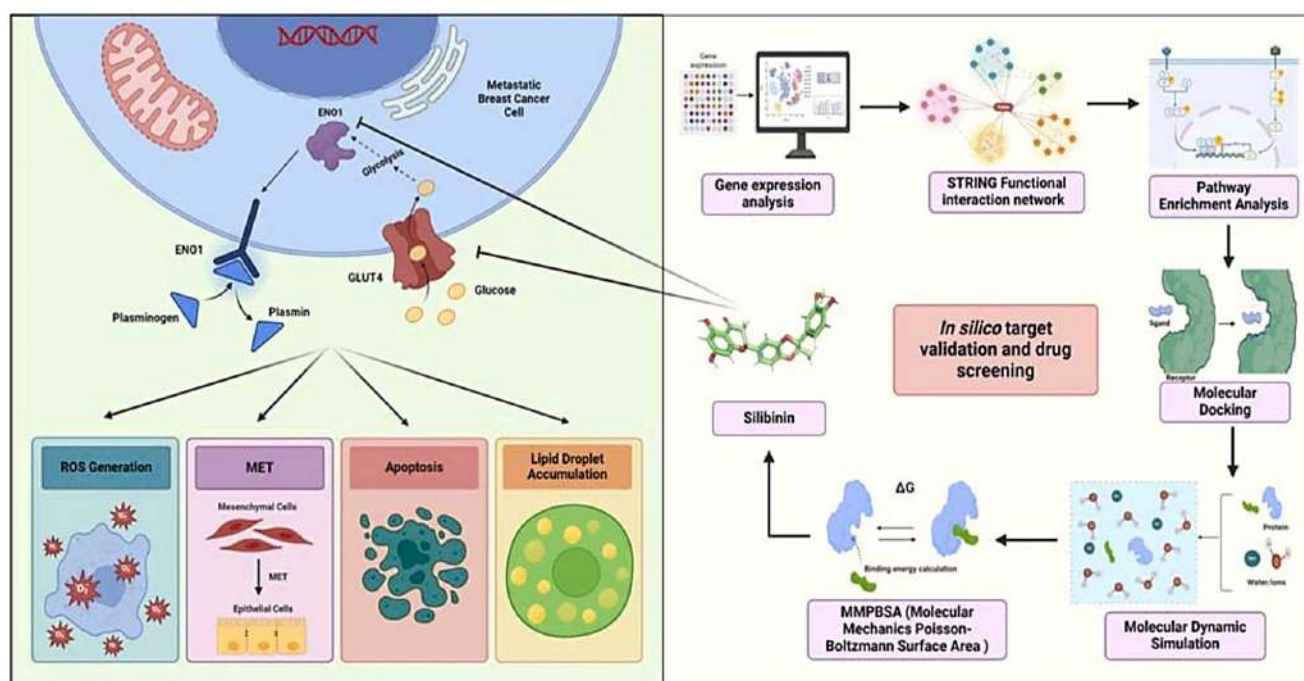 Metastatic
Breast Cancer
Cell
ENO1
Glycolysis
ENO1
GLUT4
Glucose
Plasminogen
Plasmin
ROS Generation
MET
Mesenchymal Cells
MET
Epithelial Cells
Apoptosis
Lipid Droplet
Accumulation
Gene
expression
Gene expression
analysis
STRING Functional
interaction network
Pathway
Enrichment Analysis
In silico target
validation and drug
screening
ligand
Receptor
Molecular
Docking
Silibinin
ΔG
Binding energy calculation
MMPBSA (Molecular
Mechanics Poisson-
Boltzmann Surface Area )
Protein
Water/Ions
Molecular Dynamic
Simulation